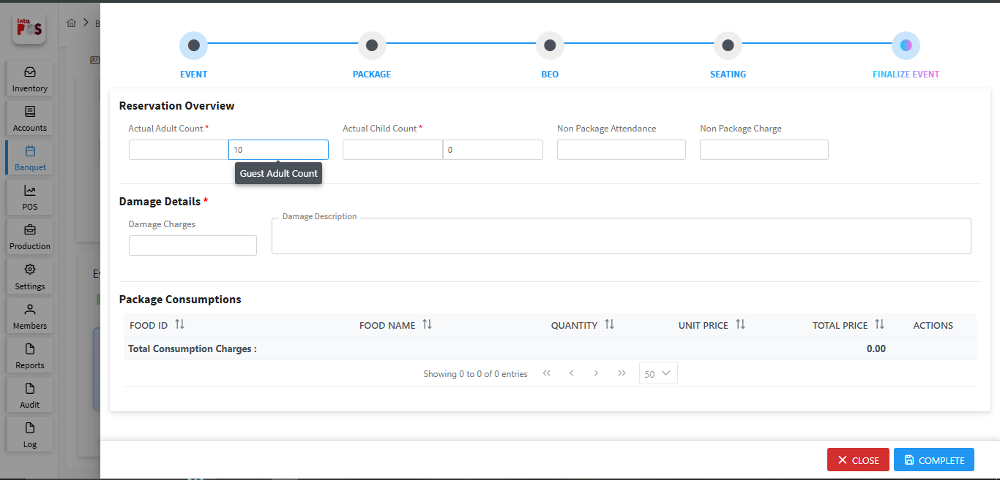 Inta
POS
B
EVENT
PACKAGE
BEO
SEATING
FINALIZE EVENT
Inventory
Accounts
Banquet
POS
Production
Settings
Members
Reports
Audit
Log
Reservation Overview
Actual Adult Count *
Actual Child Count *
Non Package Attendance
Non Package Charge
10
0
Guest Adult Count
Damage Details *
Damage Charges
Damage Description
Package Consumptions
FOOD ID
FOOD NAME
QUANTITY
UNIT PRICE
TOTAL PRICE
ACTIONS
Total Consumption Charges :
0.00
Showing 0 to 0 of 0 entries
50
CLOSE
COMPLETE